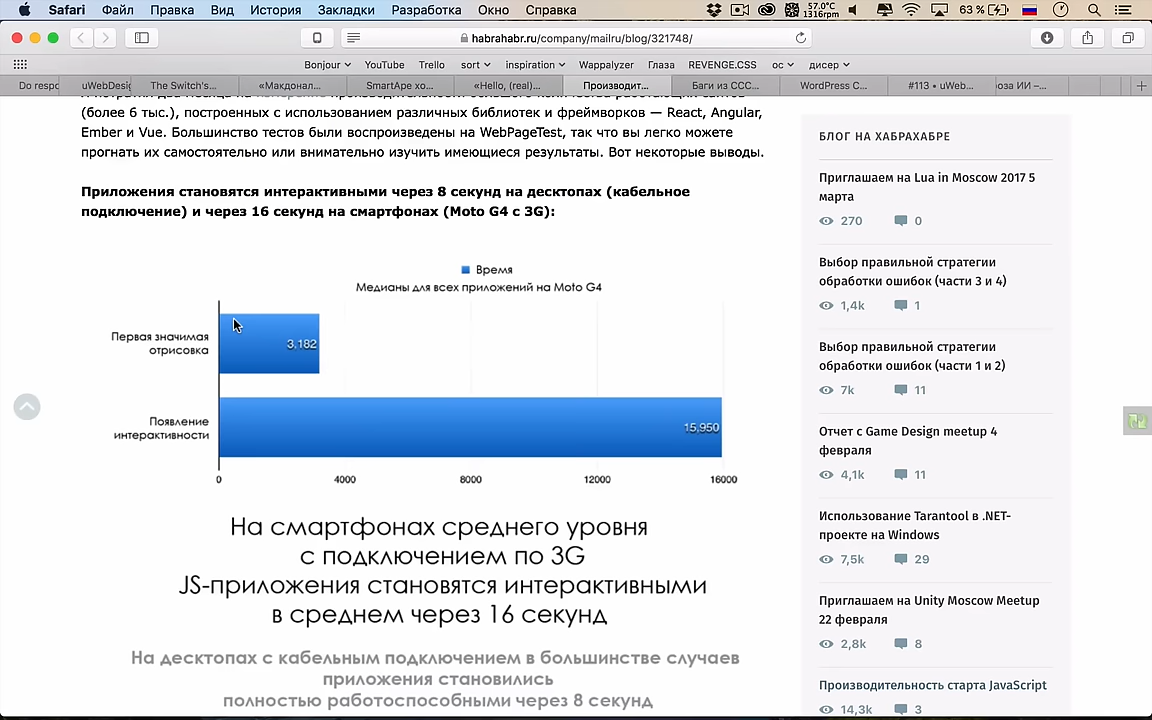 Safari Файл Правка Вид История Закладки Разработка Окно Справка
57.0°C
1316rpm
63 %
habrahabr.ru/company/mailru/blog/321748/
Bonjour YouTube Trello sort inspiration Wappalyzer Глаза REVENGE.CSS ос дисер
Do respo uWebDesig The Switch's... «Макдонал... SmartApe хо... «Hello, (real)... Производит... Баги из ССС... WordPress С... #113 • uWeb... оза ИИ –...
(более 6 тыс.), построенных с использованием различных библиотек и фреймворков — React, Angular,
Ember и Vue. Большинство тестов были воспроизведены на WebPageTest, так что вы легко можете
прогнать их самостоятельно или внимательно изучить имеющиеся результаты. Вот некоторые выводы.
Приложения становятся интерактивными через 8 секунд на десктопах (кабельное
подключение) и через 16 секунд на смартфонах (Moto G4 с 3G):
Время
Медианы для всех приложений на Moto G4
Первая значимая
отрисовка
3,182
Появление
интерактивности
15,950
0 4000 8000 12000 16000
На смартфонах среднего уровня
с подключением по 3G
JS-приложения становятся интерактивными
в среднем через 16 секунд
На десктопах с кабельным подключением в большинстве случаев
приложения становились
полностью работоспособными через 8 секунд
БЛОГ НА ХАБРАХАБРЕ
Приглашаем на Lua in Moscow 2017 5
марта
270 0
Выбор правильной стратегии
обработки ошибок (части 3 и 4)
1,4k 1
Выбор правильной стратегии
обработки ошибок (части 1 и 2)
7k 11
Отчет с Game Design meetup 4
февраля
4,1k 11
Использование Tarantool в .NET-
проекте на Windows
7,5k 29
Приглашаем на Unity Moscow Meetup
22 февраля
2,8k 8
Производительность старта JavaScript
14,3k 3